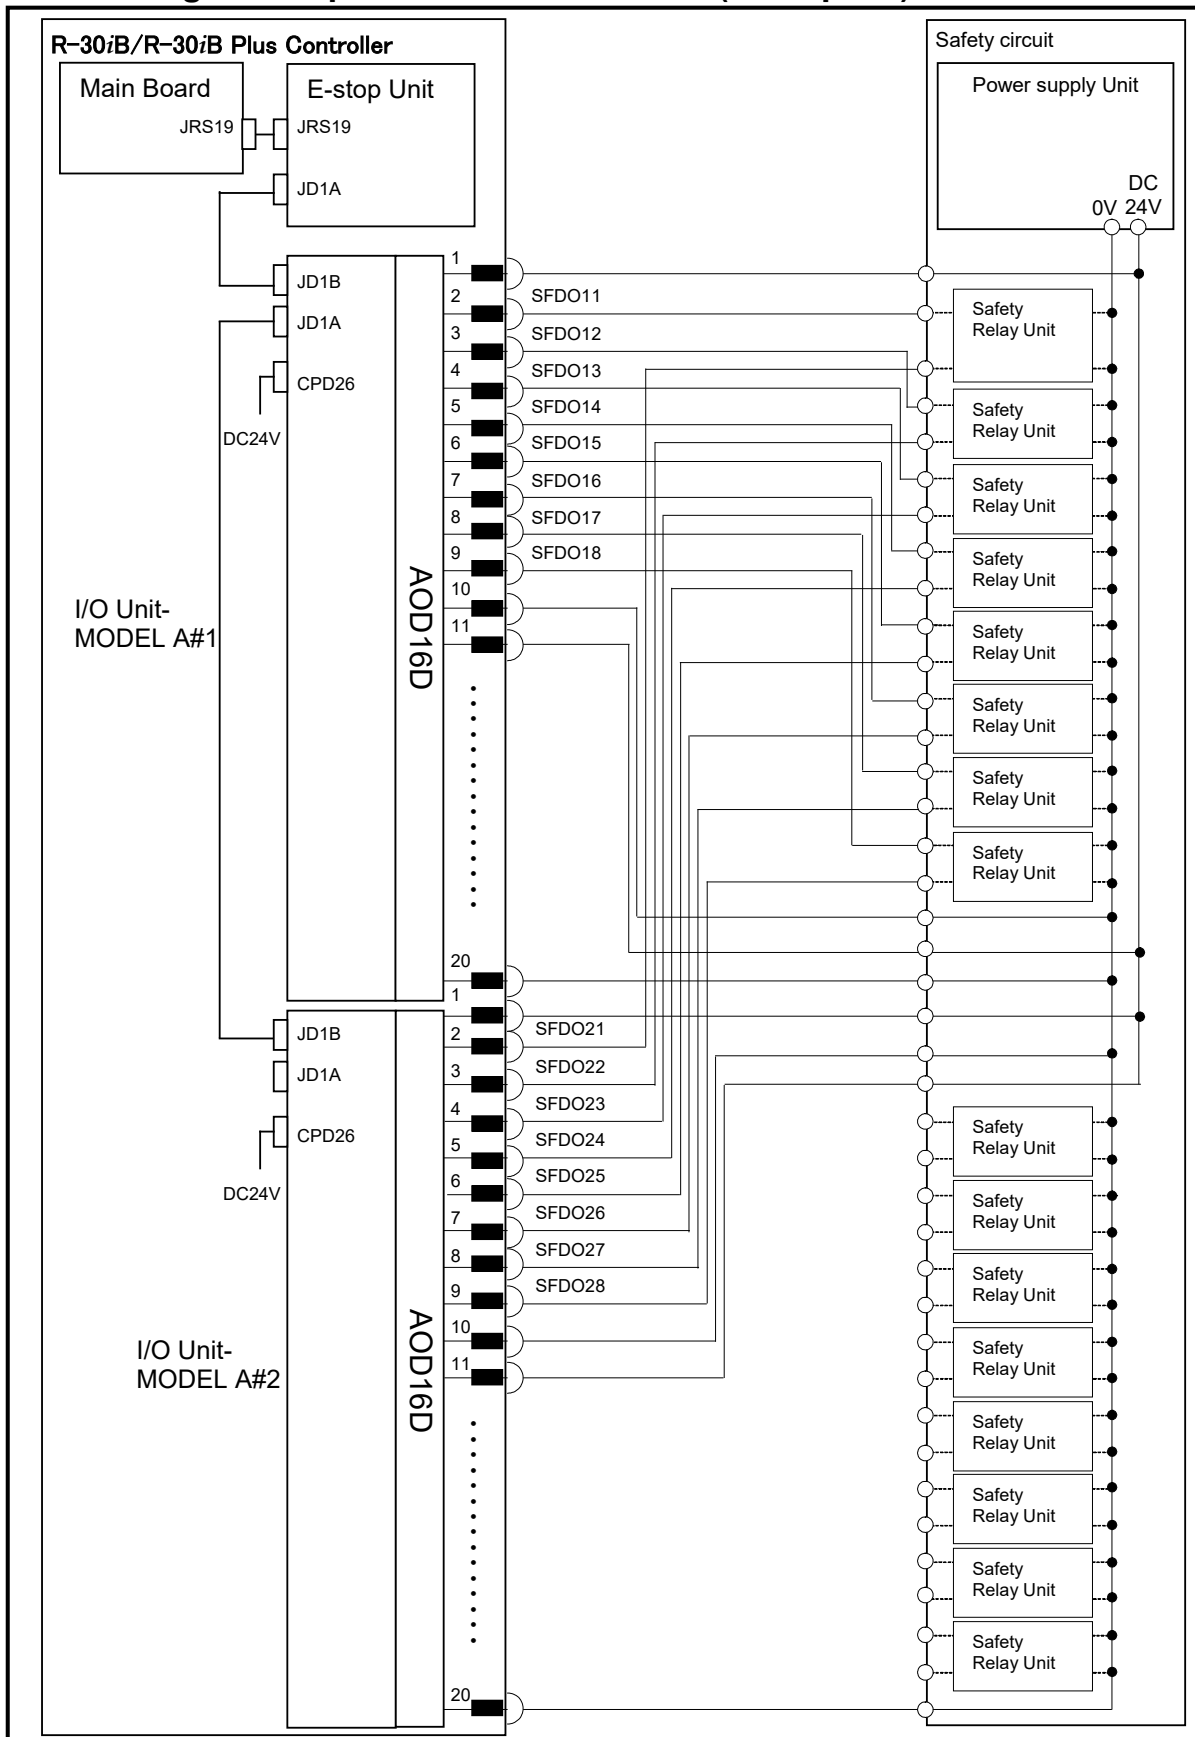 R-30iB/R-30iB Plus Controller
Main Board
JRS19
E-stop Unit
JRS19
JD1A
Safety circuit
Power supply Unit
DC
0V 24V
JD1B
JD1A
CPD26
DC24V
I/O Unit-
MODEL A#1
AOD16D
1
2
SFDO11
3
SFDO12
4
SFDO13
5
SFDO14
6
SFDO15
7
SFDO16
8
SFDO17
9
SFDO18
10
11
20
Safety
Relay Unit
Safety
Relay Unit
Safety
Relay Unit
Safety
Relay Unit
Safety
Relay Unit
Safety
Relay Unit
Safety
Relay Unit
Safety
Relay Unit
JD1B
JD1A
CPD26
DC24V
I/O Unit-
MODEL A#2
AOD16D
1
2
SFDO21
3
SFDO22
4
SFDO23
5
SFDO24
6
SFDO25
7
SFDO26
8
SFDO27
9
SFDO28
10
11
20
Safety
Relay Unit
Safety
Relay Unit
Safety
Relay Unit
Safety
Relay Unit
Safety
Relay Unit
Safety
Relay Unit
Safety
Relay Unit
Safety
Relay Unit